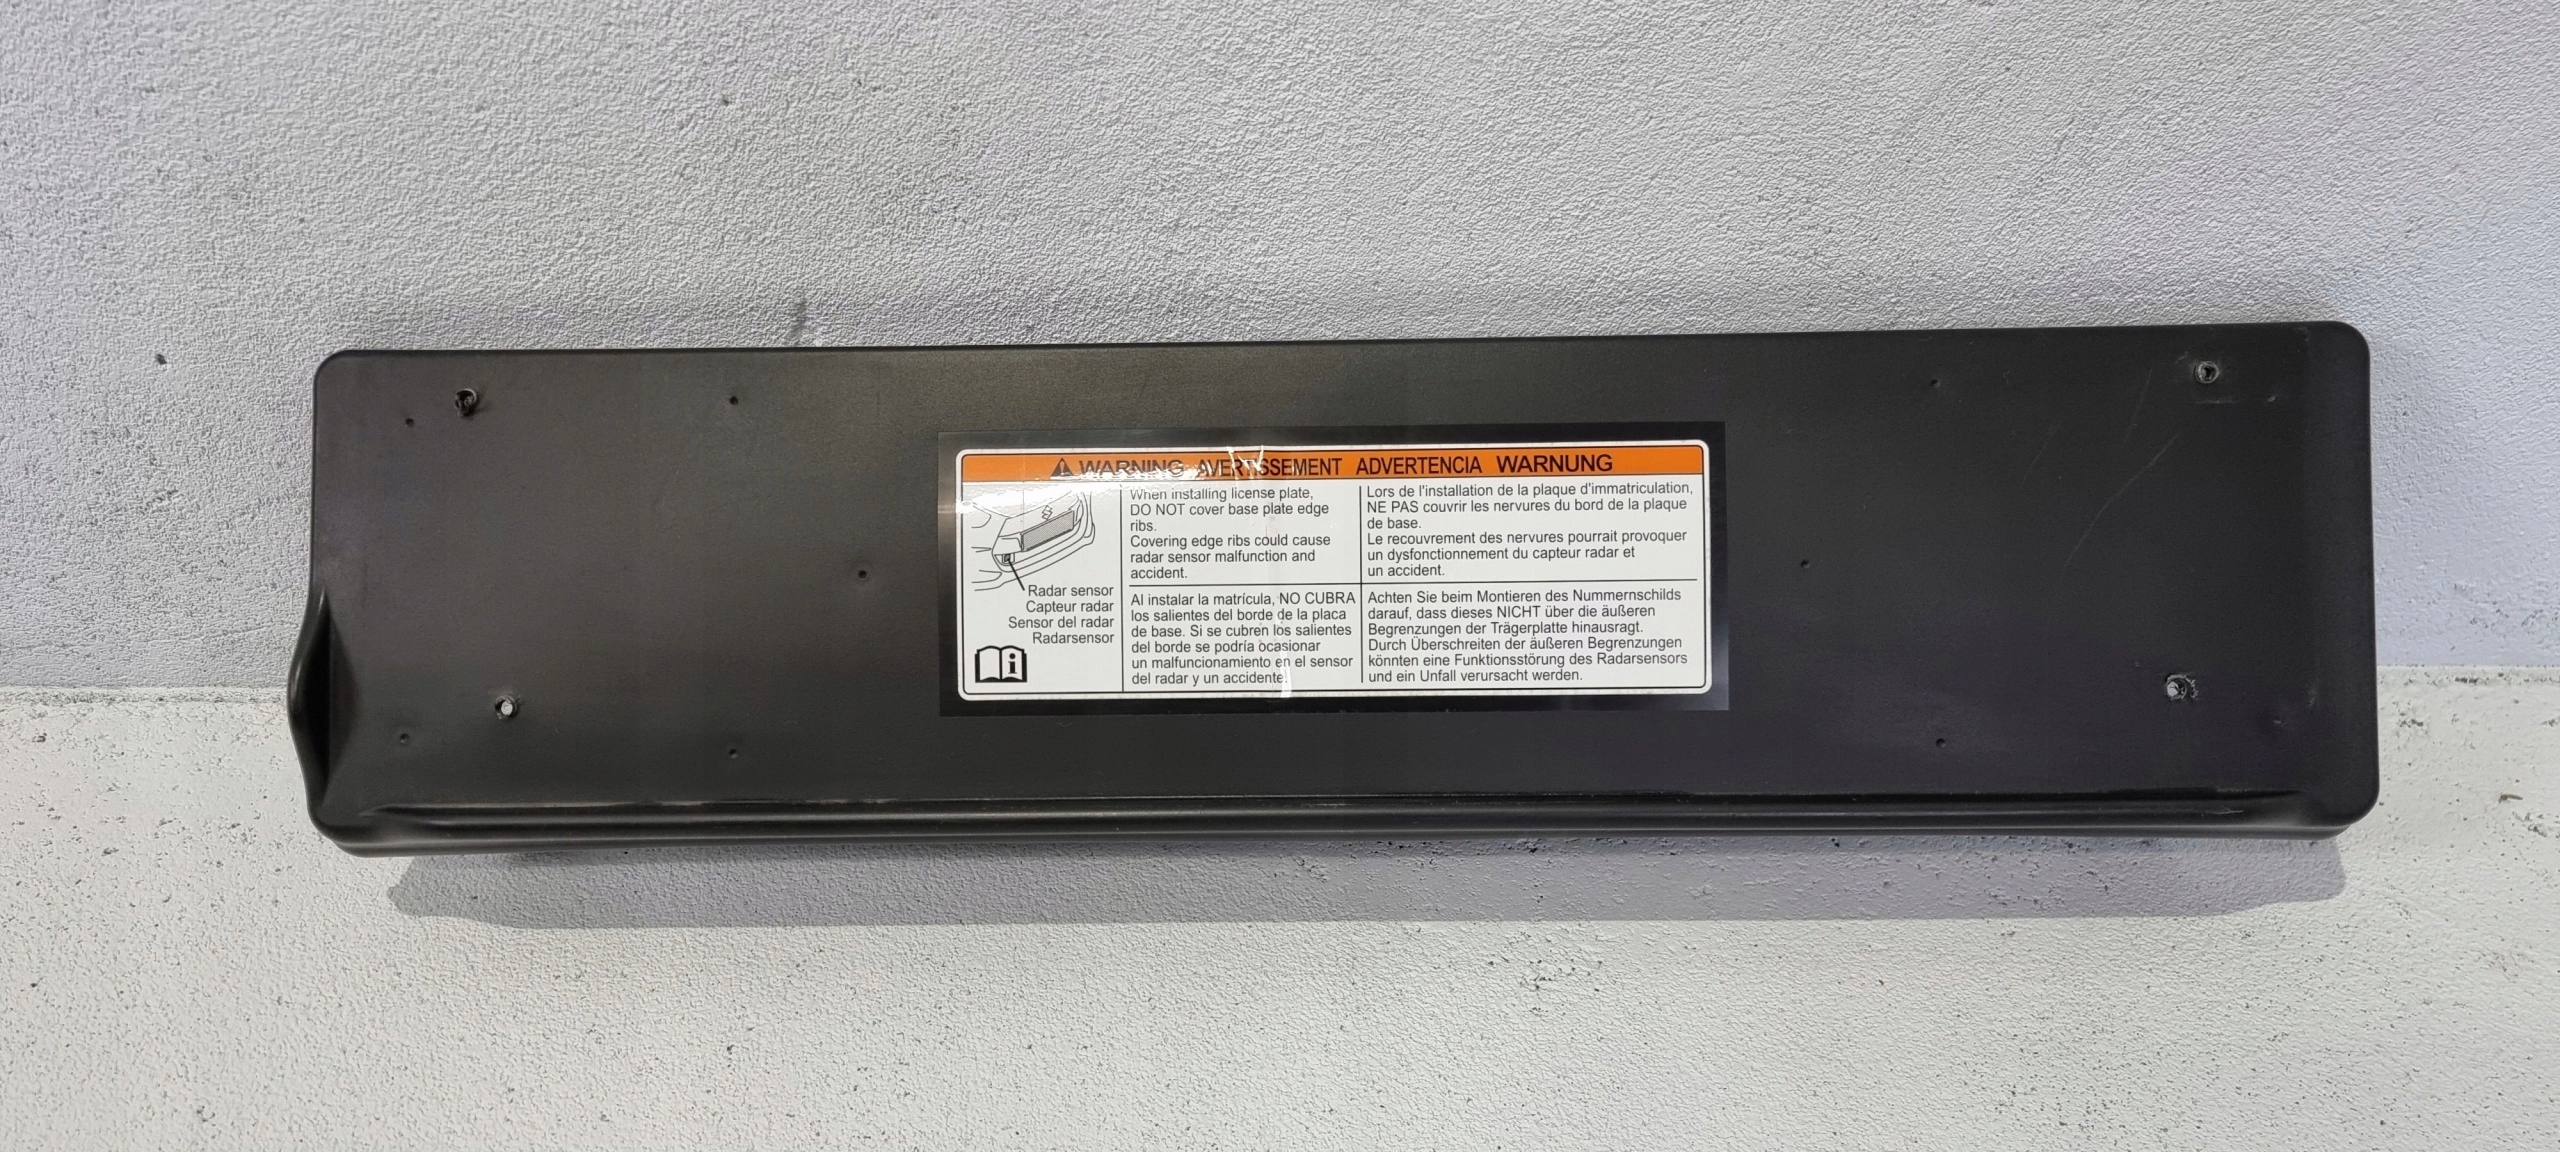 WARNING AVERTISSEMENT ADVERTENCIA WARNUNG
Radar sensor
Capteur radar
Sensor del radar
Radarsensor
When installing license plate,
DO NOT cover base plate edge
ribs.
Covering edge ribs could cause
radar sensor malfunction and
accident.
Lors de l'installation de la plaque d'immatriculation,
NE PAS couvrir les nervures du bord de la plaque
de base.
Le recouvrement des nervures pourrait provoquer
un dysfonctionnement du capteur radar et
un accident.
Al instalar la matrícula, NO CUBRA
los salientes del borde de la placa
de base. Si se cubren los salientes
del borde se podría ocasionar
un malfuncionamiento en el sensor
del radar y un accidente.
Achten Sie beim Montieren des Nummernschilds
darauf, dass dieses NICHT über die äußeren
Begrenzungen der Trägerplatte hinausragt.
Durch Überschreiten der äußeren Begrenzungen
könnten eine Funktionsstörung des Radarsensors
und ein Unfall verursacht werden.